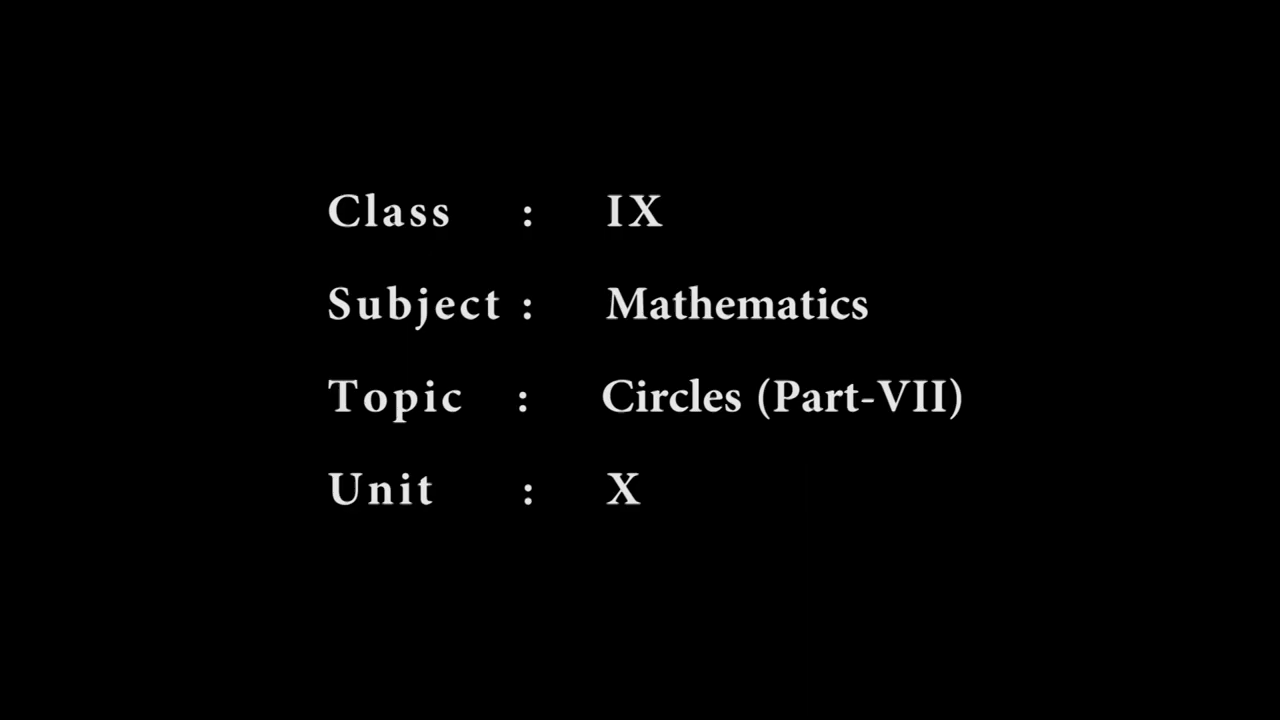 Class : IX
Subject : Mathematics
Topic : Circles (Part-VII)
Unit : X